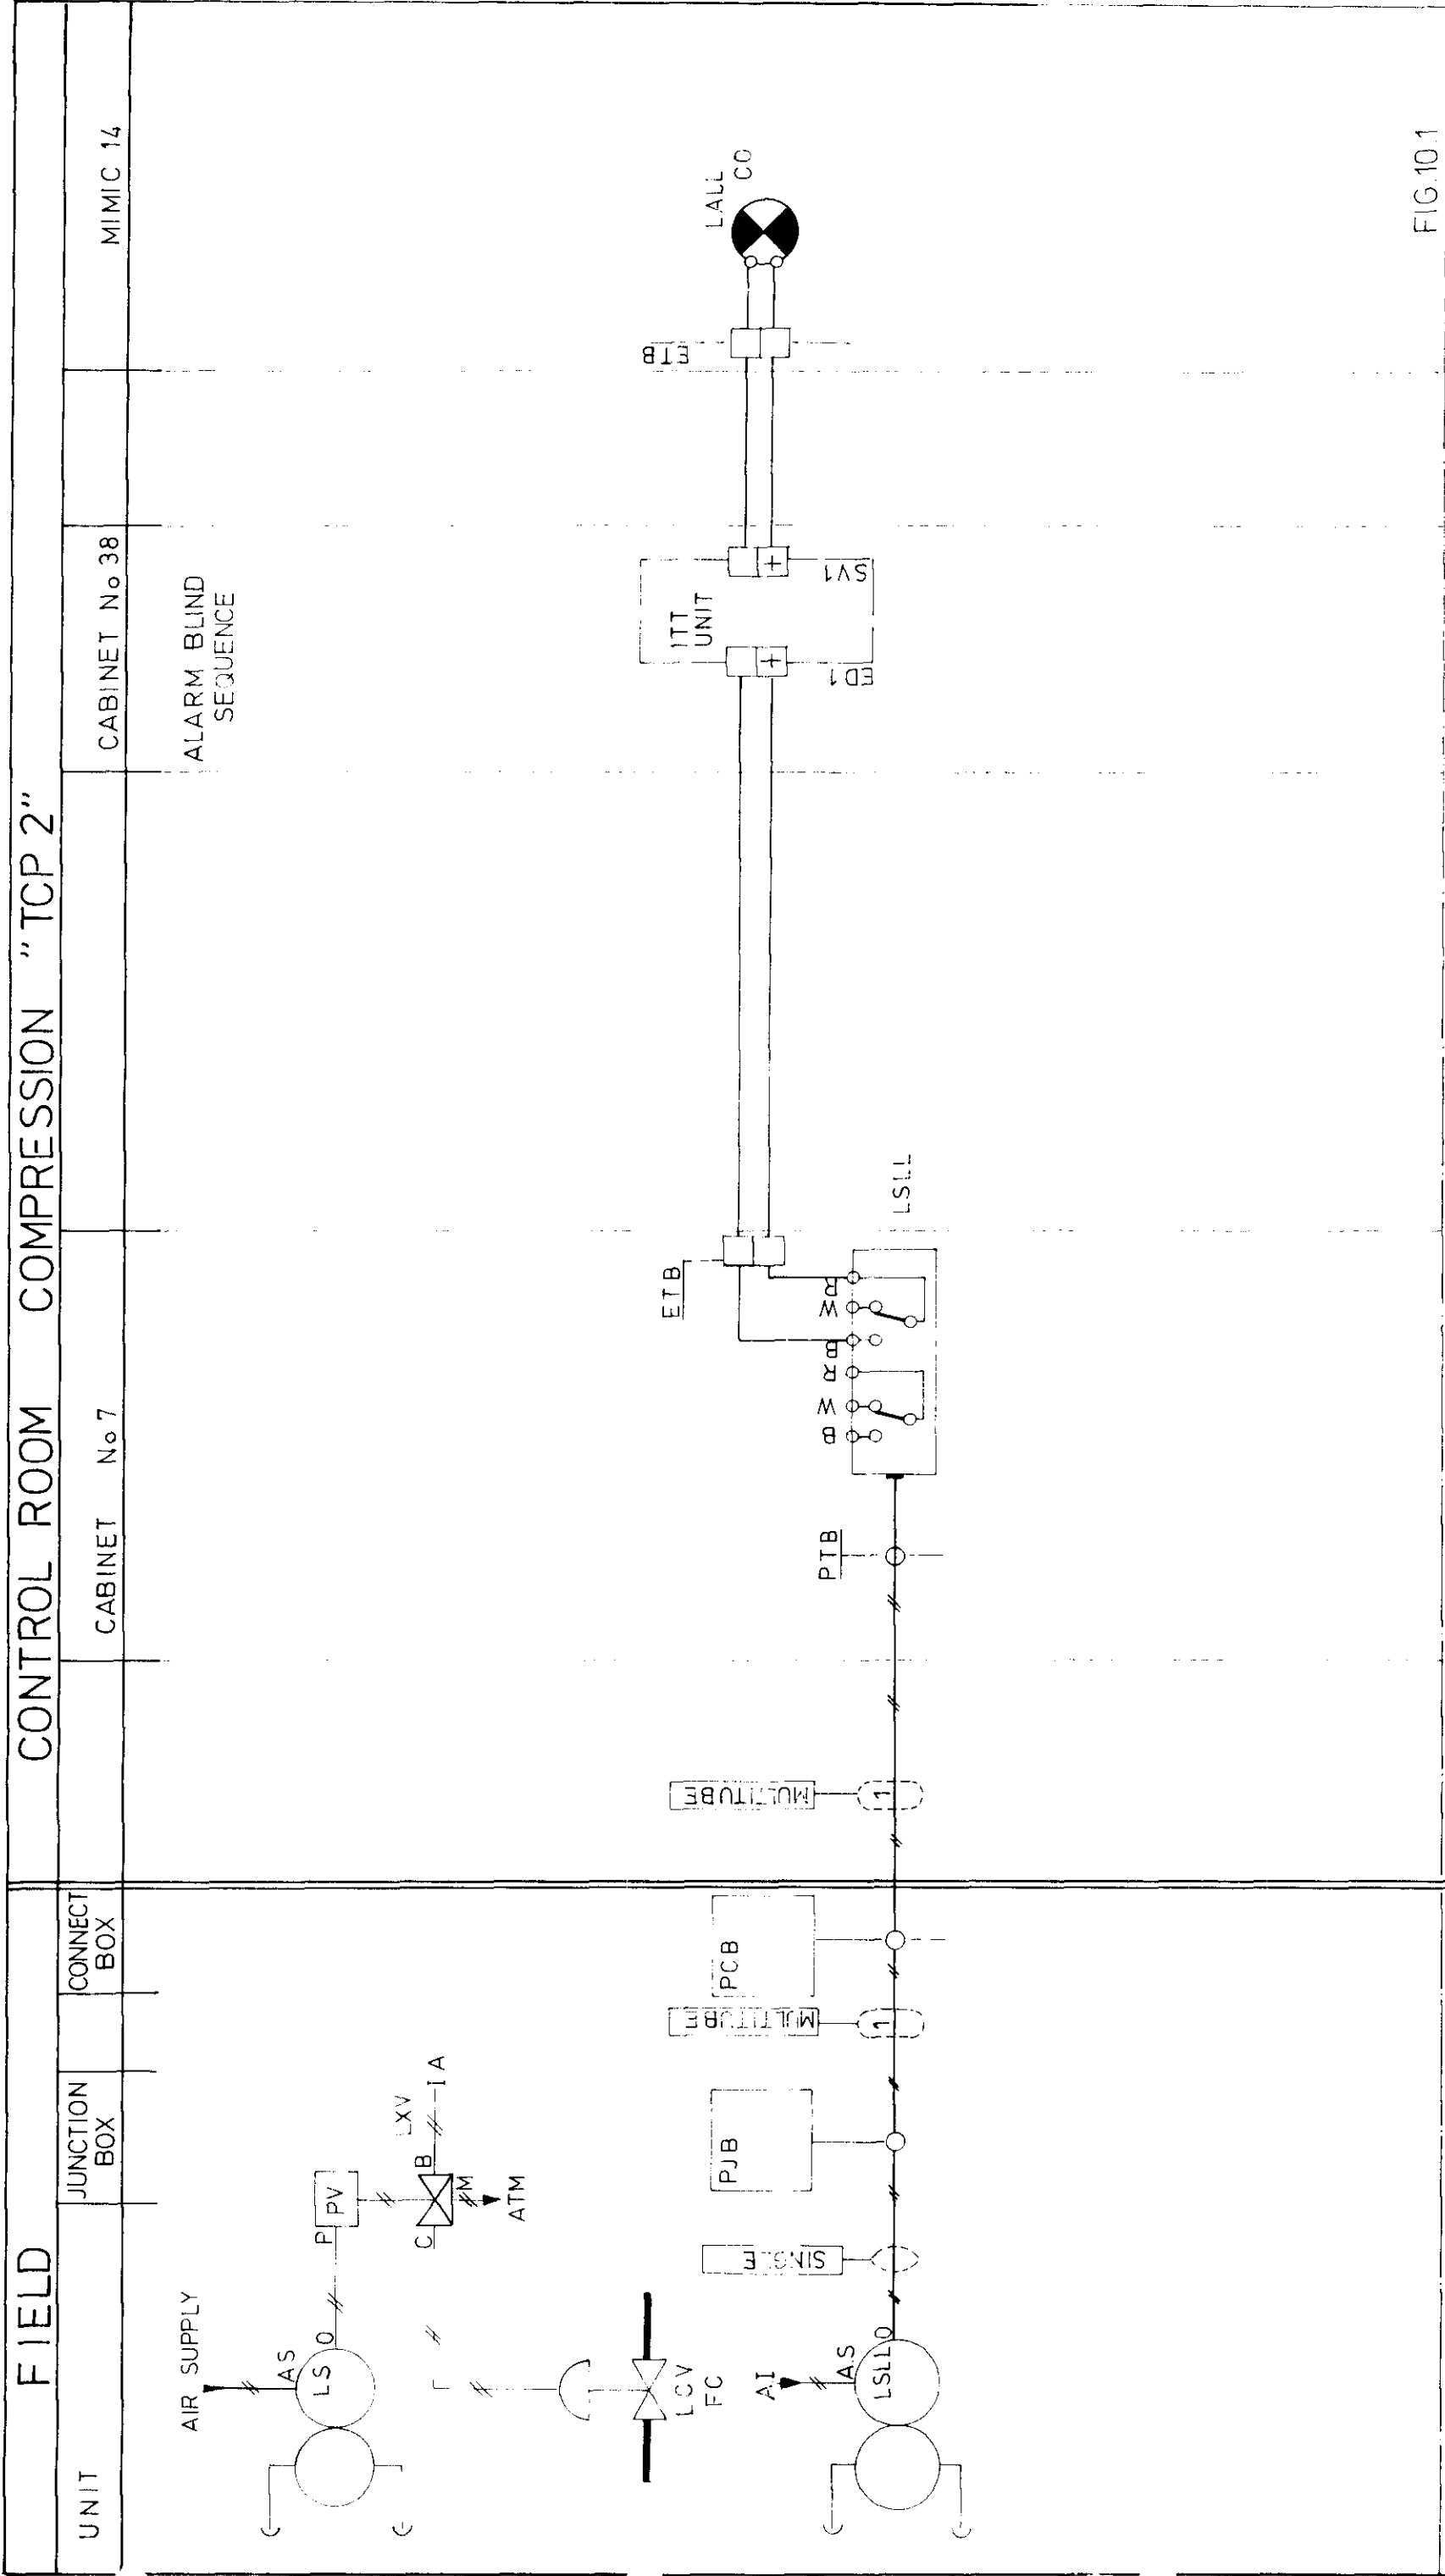 FIELD
CONTROL ROOM COMPRESSION "TCP 2"
UNIT
JUNCTION
BOX
CONNECT
BOX
CABINET No 7
CABINET No 38
MIMIC 14
ALARM BLIND
SEQUENCE
AIR SUPPLY
AS
LS
O
P
PV
LXV
C
B
IA
M
ATM
LCV
FC
AI
A.S
LSLL
O
SINGLE
PJB
MULTITUBE
1
PCB
MULTITUBE
1
PTB
ETB
B
W
R
B
W
R
LSLL
ITT
UNIT
ED1
+
SV1
+
ETB
LALL
CO
FIG.10.1